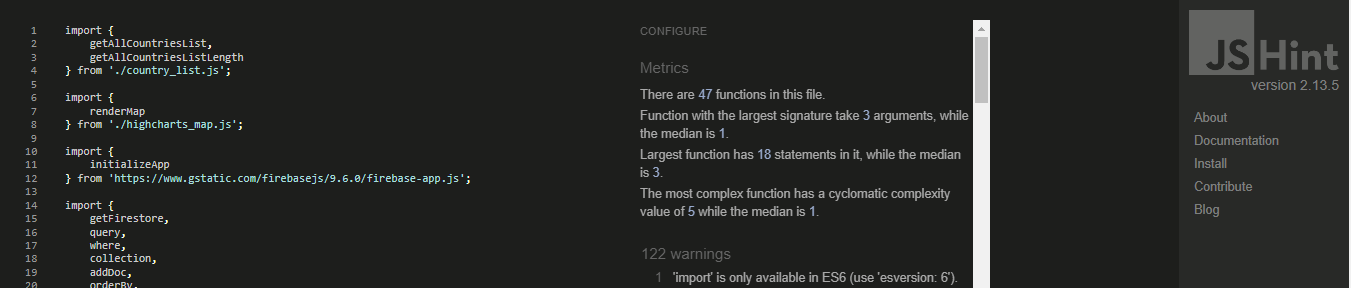 1 import {
2 getAllCountriesList,
3 getAllCountriesListLength
4 } from './country_list.js';
5
6 import {
7 renderMap
8 } from './highcharts_map.js';
9
10 import {
11 initializeApp
12 } from 'https://www.gstatic.com/firebasejs/9.6.0/firebase-app.js';
13
14 import {
15 getFirestore,
16 query,
17 where,
18 collection,
19 addDoc,
20 orderBy,
CONFIGURE
Metrics
There are 47 functions in this file.
Function with the largest signature take 3 arguments, while
the median is 1.
Largest function has 18 statements in it, while the median
is 3.
The most complex function has a cyclomatic complexity
value of 5 while the median is 1.
122 warnings
1 'import' is only available in ES6 (use 'esversion: 6').
JSHint
version 2.13.5
About
Documentation
Install
Contribute
Blog